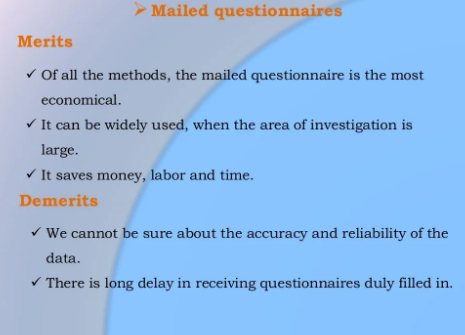 ➢ Mailed questionnaires
Merits
✓ Of all the methods, the mailed questionnaire is the most
economical.
✓ It can be widely used, when the area of investigation is
large.
✓ It saves money, labor and time.
Demerits
✓ We cannot be sure about the accuracy and reliability of the
data.
✓ There is long delay in receiving questionnaires duly filled in.